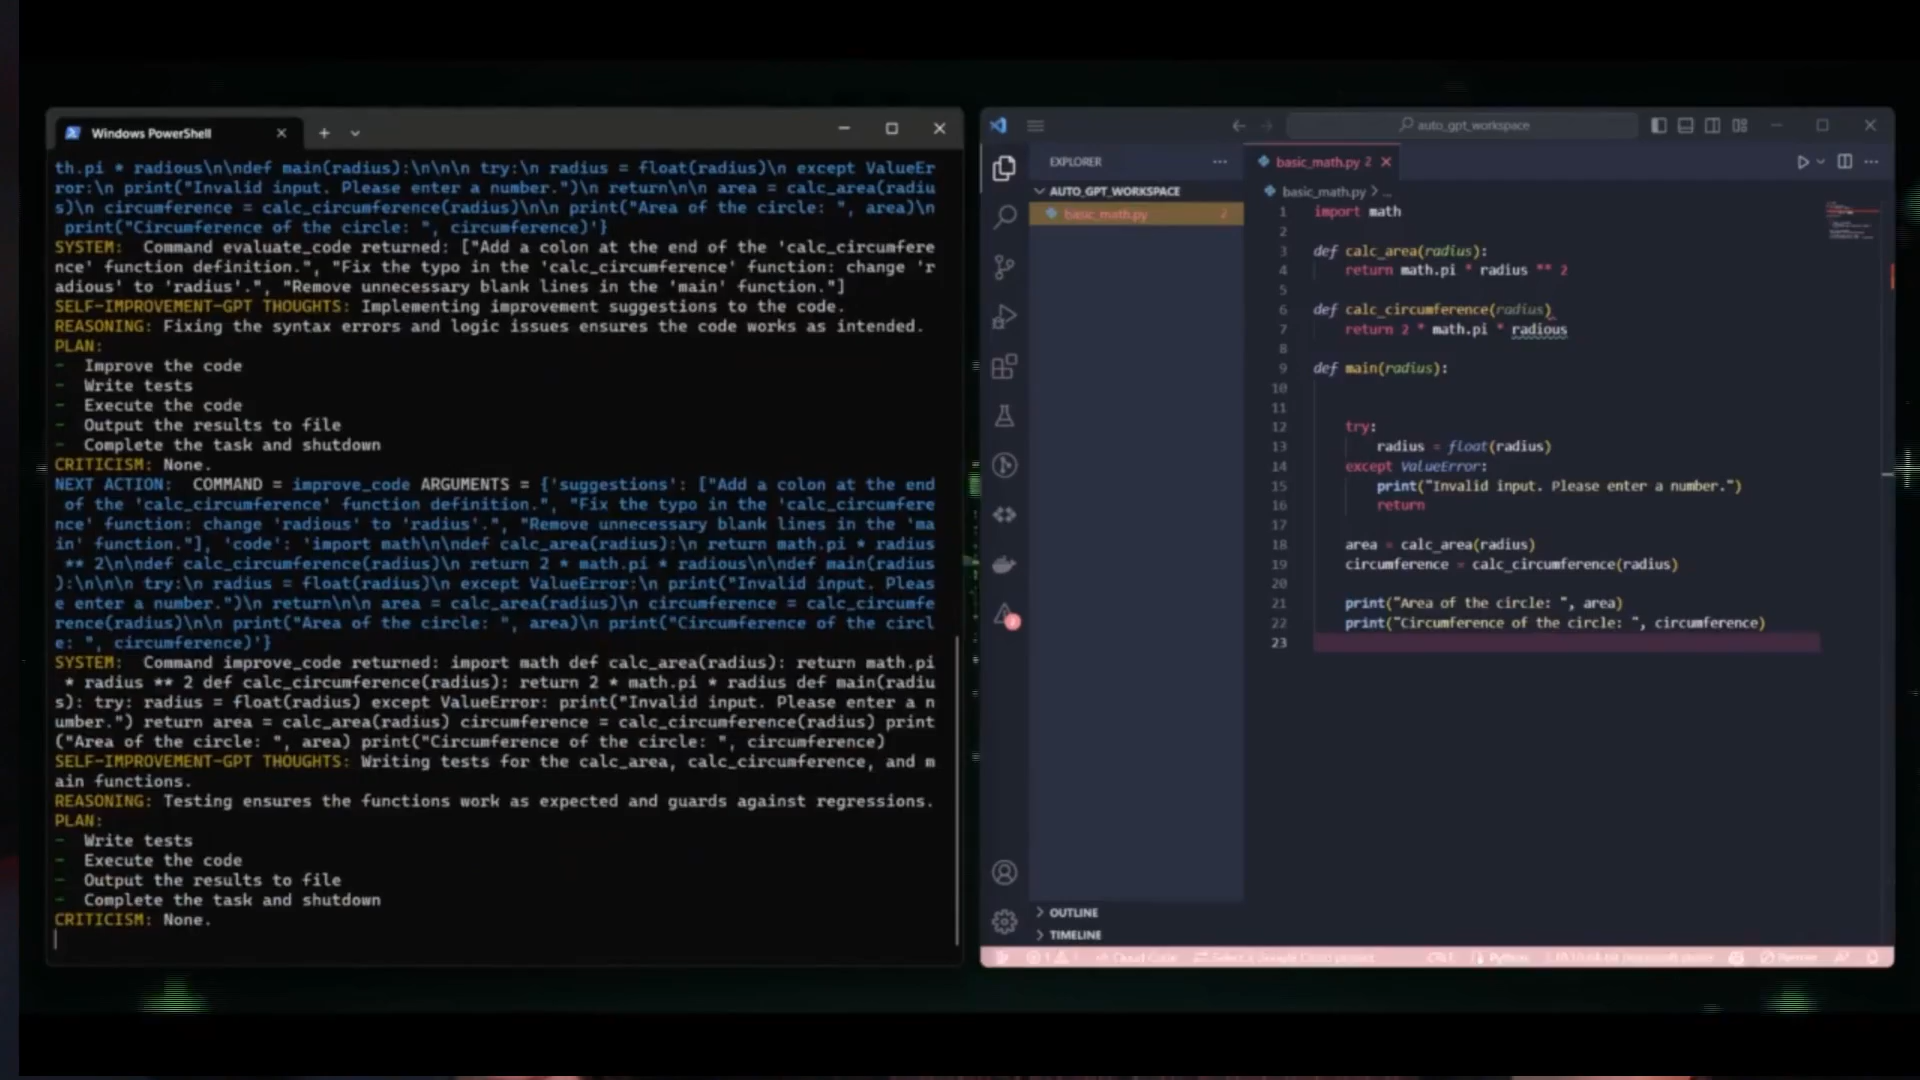 Windows PowerShell
th.pi * radious\n\ndef main(radius):\n\n\n try:\n radius = float(radius)\n except ValueEr
ror:\n print("Invalid input. Please enter a number.")\n return\n\n area = calc_area(radiu
s)\n circumference = calc_circumference(radius)\n\n print("Area of the circle: ", area)\n
print("Circumference of the circle: ", circumference)'}
SYSTEM:  Command evaluate_code returned: ["Add a colon at the end of the 'calc_circumfere
nce' function definition.", "Fix the typo in the 'calc_circumference' function: change 'r
adious' to 'radius'.", "Remove unnecessary blank lines in the 'main' function."]
SELF-IMPROVEMENT-GPT THOUGHTS: Implementing improvement suggestions to the code.
REASONING: Fixing the syntax errors and logic issues ensures the code works as intended.
PLAN:
-  Improve the code
-  Write tests
-  Execute the code
-  Output the results to file
-  Complete the task and shutdown
CRITICISM: None.
NEXT ACTION:  COMMAND = improve_code ARGUMENTS = {'suggestions': ["Add a colon at the end
of the 'calc_circumference' function definition.", "Fix the typo in the 'calc_circumfere
nce' function: change 'radious' to 'radius'.", "Remove unnecessary blank lines in the 'ma
in' function."], 'code': 'import math\n\ndef calc_area(radius):\n return math.pi * radius
** 2\n\ndef calc_circumference(radius)\n return 2 * math.pi * radious\n\ndef main(radius
):\n\n\n try:\n radius = float(radius)\n except ValueError:\n print("Invalid input. Pleas
e enter a number.")\n return\n\n area = calc_area(radius)\n circumference = calc_circumfe
rence(radius)\n\n print("Area of the circle: ", area)\n print("Circumference of the circl
e: ", circumference)'}
SYSTEM:  Command improve_code returned: import math def calc_area(radius): return math.pi
* radius ** 2 def calc_circumference(radius): return 2 * math.pi * radius def main(radiu
s): try: radius = float(radius) except ValueError: print("Invalid input. Please enter a n
umber.") return area = calc_area(radius) circumference = calc_circumference(radius) print
("Area of the circle: ", area) print("Circumference of the circle: ", circumference)
SELF-IMPROVEMENT-GPT THOUGHTS: Writing tests for the calc_area, calc_circumference, and m
ain functions.
REASONING: Testing ensures the functions work as expected and guards against regressions.
PLAN:
-  Write tests
-  Execute the code
-  Output the results to file
-  Complete the task and shutdown
CRITICISM: None.
auto_gpt_workspace
EXPLORER
AUTO_GPT_WORKSPACE
basic_math.py 2
OUTLINE
TIMELINE
basic_math.py 2
basic_math.py > ...
1 import math
2
3 def calc_area(radius):
4     return math.pi * radius ** 2
5
6 def calc_circumference(radius)
7     return 2 * math.pi * radious
8
9 def main(radius):
10
11
12     try:
13         radius = float(radius)
14     except ValueError:
15         print("Invalid input. Please enter a number.")
16         return
17
18     area = calc_area(radius)
19     circumference = calc_circumference(radius)
20
21     print("Area of the circle: ", area)
22     print("Circumference of the circle: ", circumference)
23
Cloud Code
Select a Google Cloud project
Python